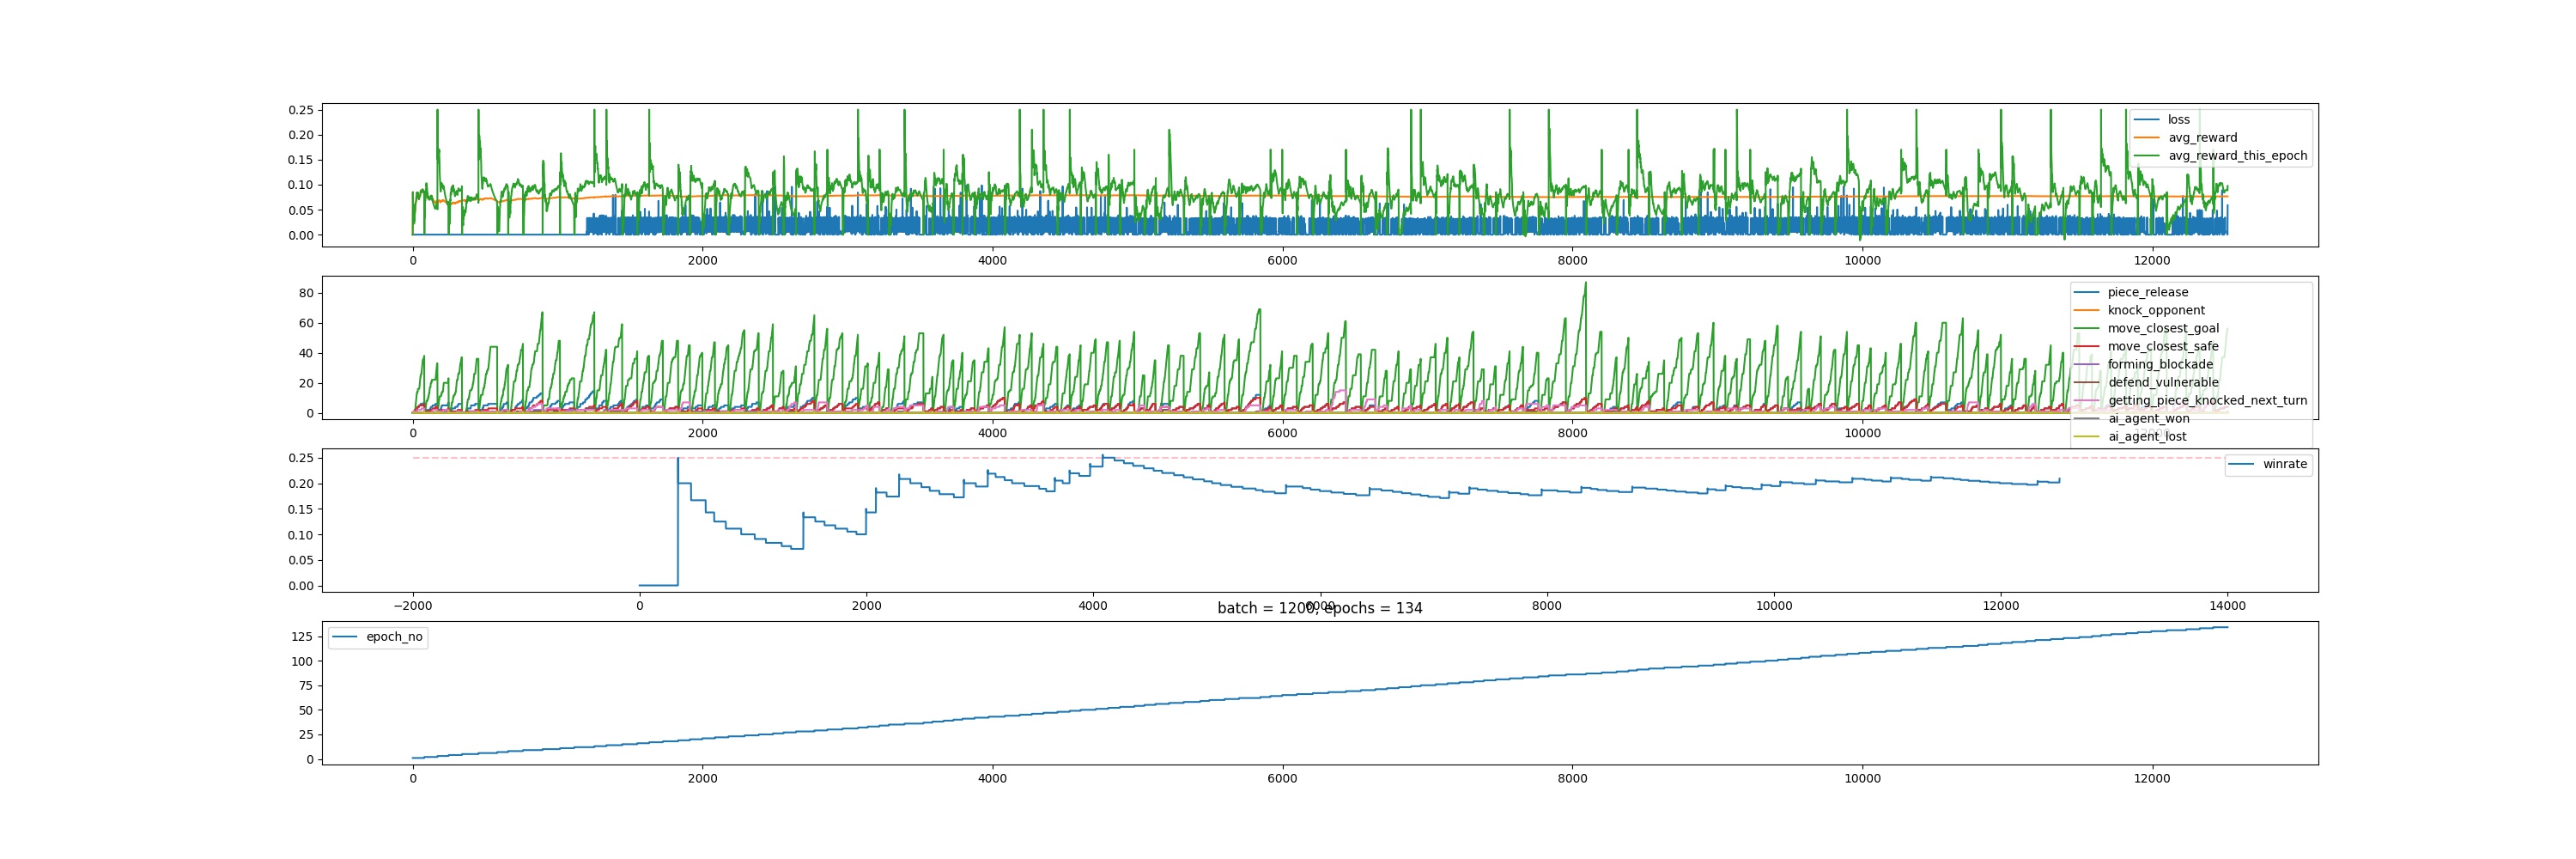 0.25
0.20
0.15
0.10
0.05
0.00
loss
avg_reward
avg_reward_this_epoch
0 2000 4000 6000 8000 10000 12000
80
60
40
20
0
piece_release
knock_opponent
move_closest_goal
move_closest_safe
forming_blockade
defend_vulnerable
getting_piece_knocked_next_turn
ai_agent_won
ai_agent_lost
0 2000 4000 6000 8000 10000 12000
0.25
0.20
0.15
0.10
0.05
0.00
winrate
−2000 0 2000 4000 6000 8000 10000 12000 14000
batch = 1200, epochs = 134
125
100
75
50
25
0
epoch_no
0 2000 4000 6000 8000 10000 12000